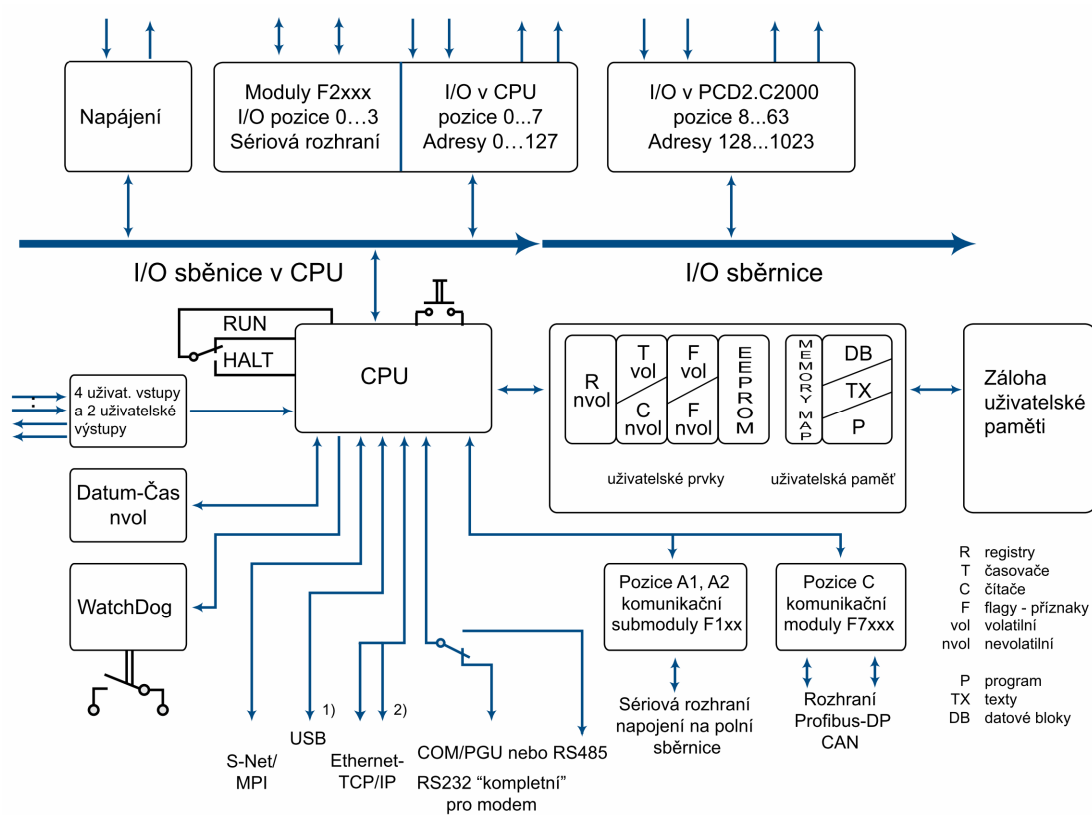 Napájení
Moduly F2xxx
I/O pozice 0…3
Sériová rozhraní
I/O v CPU
pozice 0...7
Adresy 0…127
I/O v PCD2.C2000
pozice 8...63
Adresy 128...1023
I/O sběnice v CPU
I/O sběrnice
RUN
HALT
CPU
4 uživat. vstupy
a 2 uživatelské
výstupy
Datum-Čas
nvol
WatchDog
R
nvol
T
vol
C
nvol
F
vol
F
nvol
EEPROM
MEMORY MAP
DB
TX
P
uživatelské prvky
uživatelská paměť
Záloha
uživatelské
paměti
Pozice A1, A2
komunikační
submoduly F1xx
Pozice C
komunikační
moduly F7xxx
Sériová rozhraní
napojení na polní
sběrnice
Rozhraní
Profibus-DP
CAN
R registry
T časovače
C čítače
F flagy - příznaky
vol volatilní
nvol nevolatilní
P program
TX texty
DB datové bloky
S-Net/
MPI
USB
1)
Ethernet-
TCP/IP
2)
COM/PGU nebo RS485
RS232 “kompletní”
pro modem